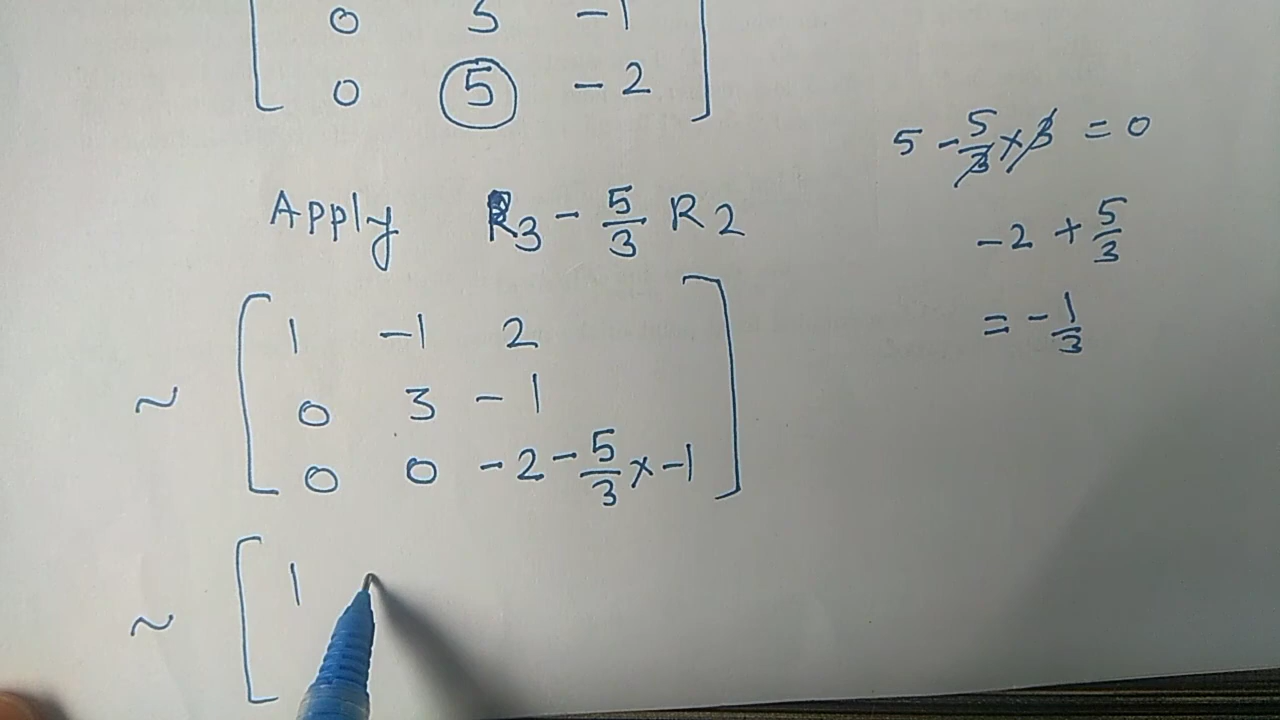 0 3 -1
0 5 -2
Apply R3 - 5/3 R2
~ [ 1 -1 2
0 3 -1
0 0 -2 - 5/3 x -1 ]
~ [ 1
5 - 5/3 x 3 = 0
-2 + 5/3
= - 1/3